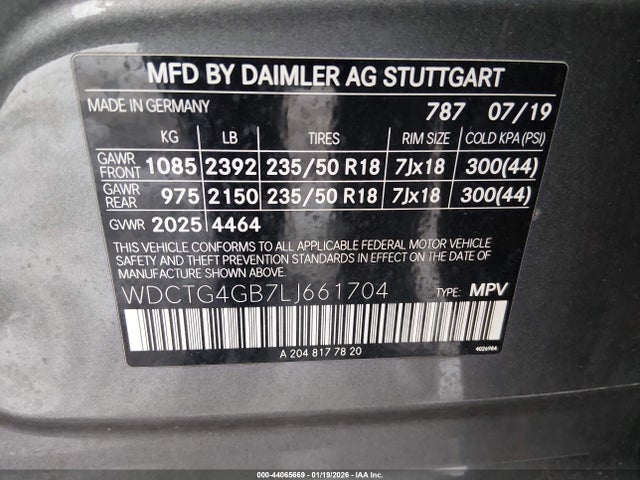 MFD BY DAIMLER AG STUTTGART
MADE IN GERMANY 787 07/19
KG LB TIRES RIM SIZE COLD KPA (PSI)
GAWR FRONT 1085 2392 235/50 R18 7Jx18 300(44)
GAWR REAR 975 2150 235/50 R18 7Jx18 300(44)
GVWR 2025 4464
THIS VEHICLE CONFORMS TO ALL APPLICABLE FEDERAL MOTOR VEHICLE
SAFETY AND THEFT PREVENTION STANDARDS IN EFFECT ON THE DATE OF
MANUFACTURE SHOWN ABOVE.
WDCTG4GB7LJ661704 TYPE: MPV
A 204 817 78 20 4026984
000-44065669 - 01/19/2026 - IAAI.COM